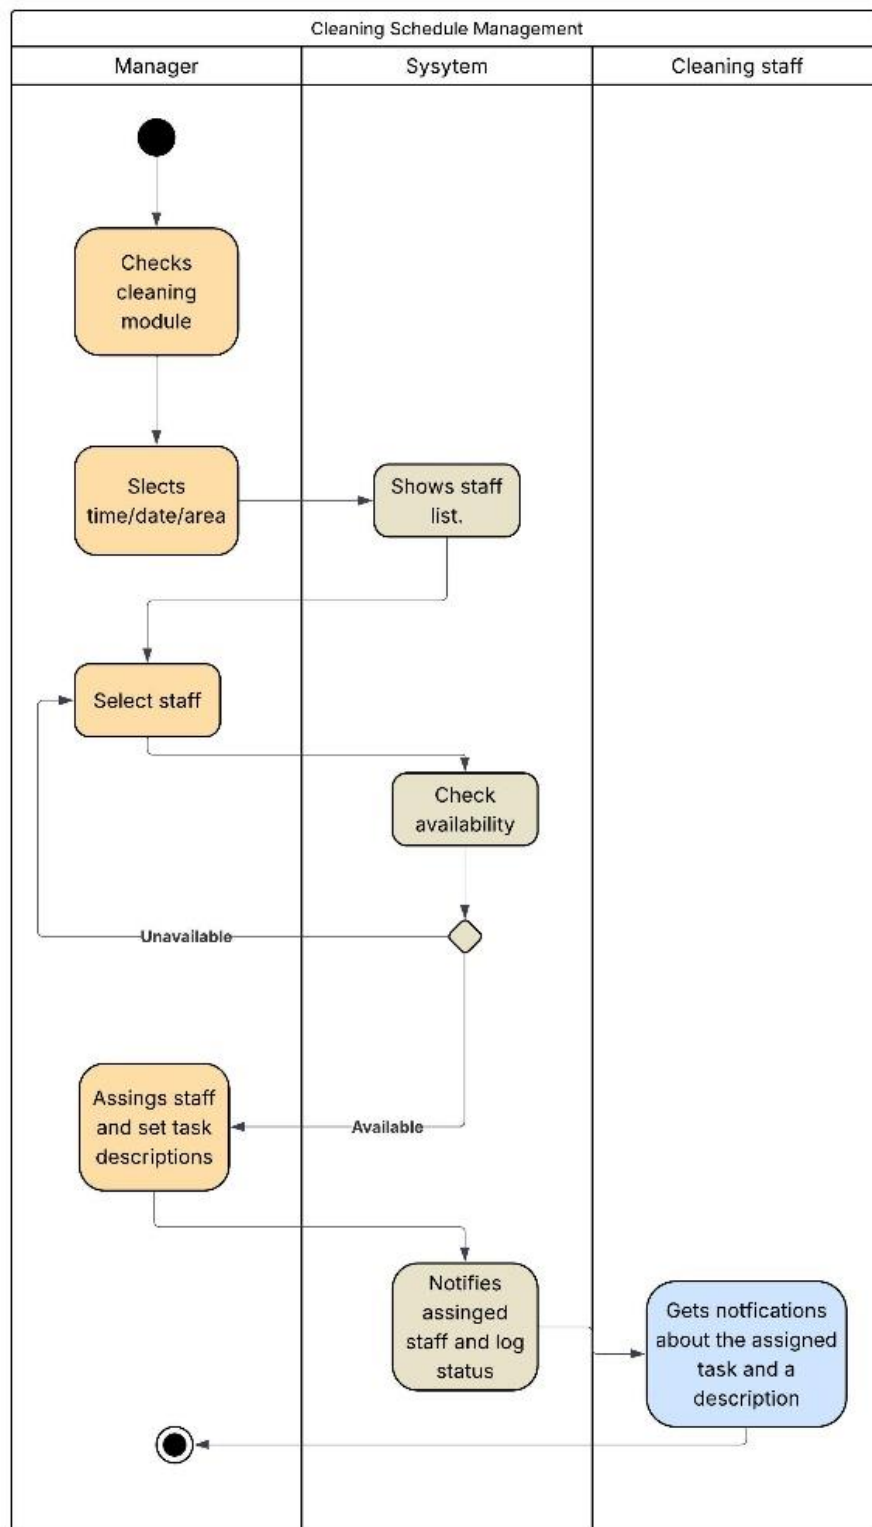 Cleaning Schedule Management
Manager
Sysytem
Cleaning staff
Checks
cleaning
module
Slects
time/date/area
Shows staff
list.
Select staff
Check
availability
Unavailable
Assings staff
and set task
descriptions
Available
Notifies
assinged
staff and log
status
Gets notfications
about the assigned
task and a
description